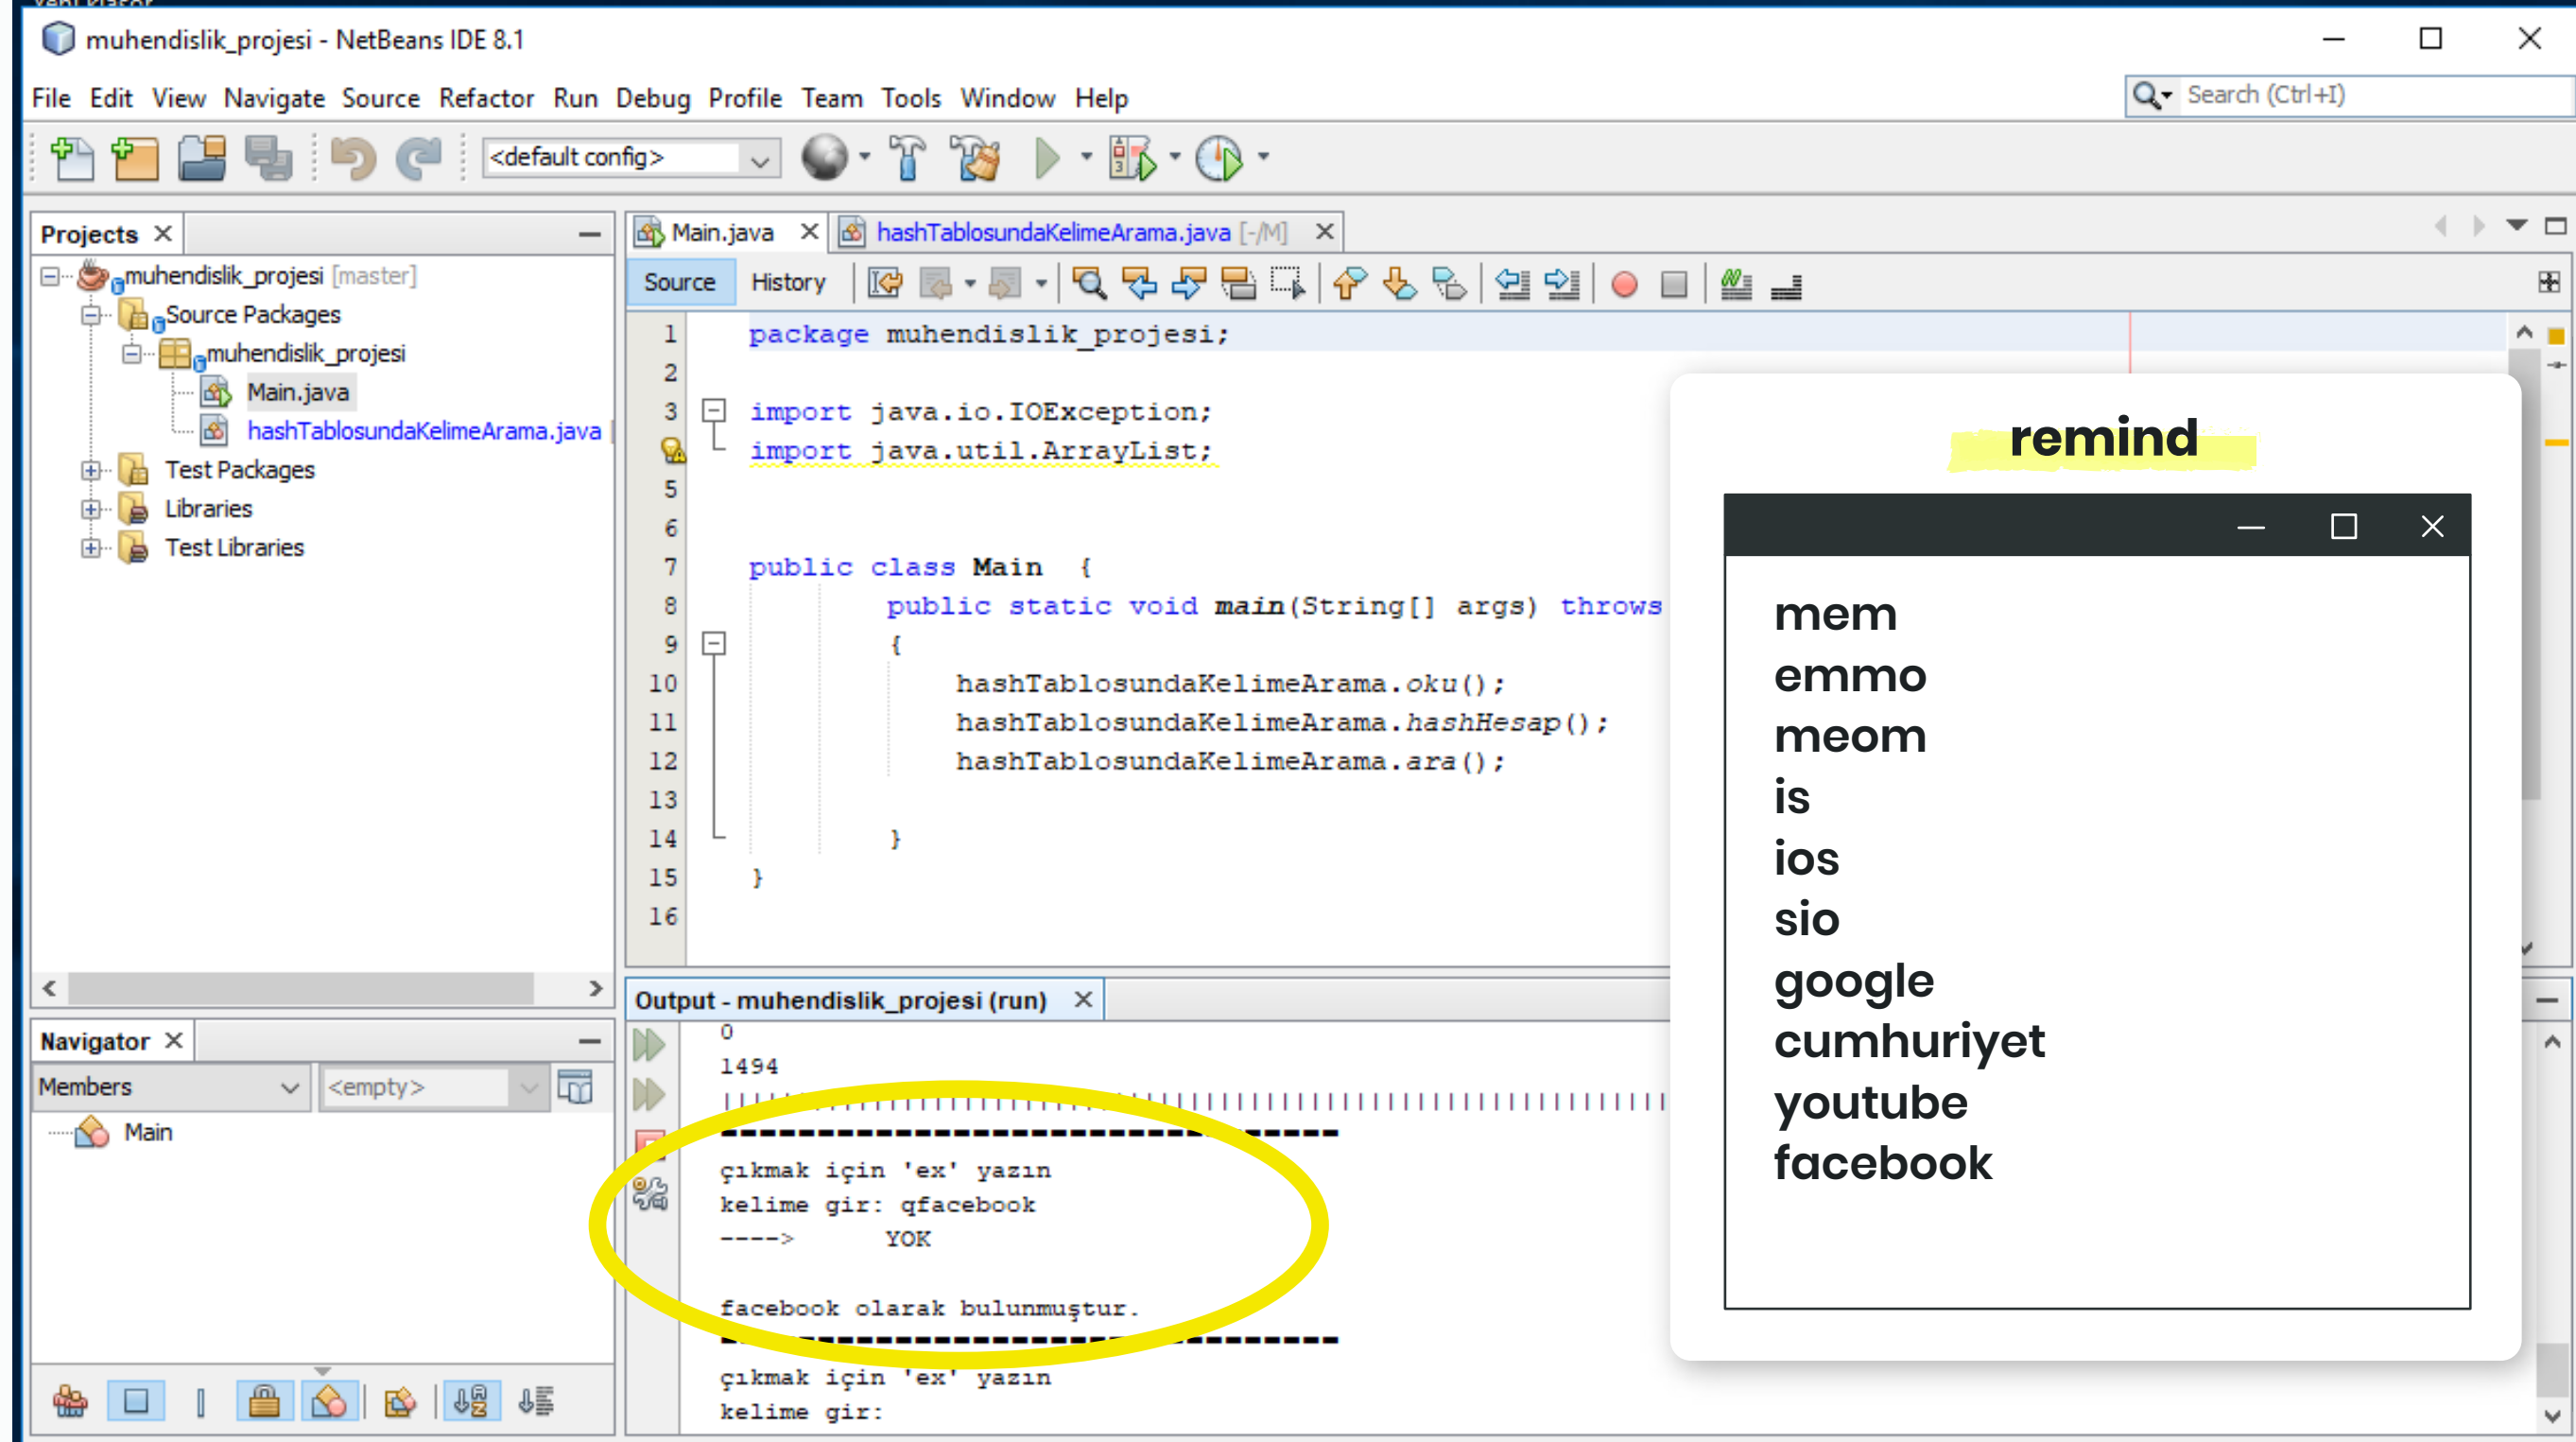 muhendislik_projesi - NetBeans IDE 8.1
File Edit View Navigate Source Refactor Run Debug Profile Team Tools Window Help
Search (Ctrl+I)
<default config>
Projects
muhendislik_projesi [master]
Source Packages
muhendislik_projesi
Main.java
hashTablosundaKelimeArama.java
Test Packages
Libraries
Test Libraries
Main.java
hashTablosundaKelimeArama.java [-/M]
Source History
1 package muhendislik_projesi;
2
3 import java.io.IOException;
import java.util.ArrayList;
5
6
7 public class Main {
8 public static void main(String[] args) throws
9 {
10 hashTablosundaKelimeArama.oku();
11 hashTablosundaKelimeArama.hashHesap();
12 hashTablosundaKelimeArama.ara();
13
14 }
15 }
16
Navigator
Members
<empty>
Main
Output - muhendislik_projesi (run)
0
1494
çıkmak için 'ex' yazın
kelime gir: qfacebook
----> YOK
facebook olarak bulunmuştur.
çıkmak için 'ex' yazın
kelime gir:
remind
mem
emmo
meom
is
ios
sio
google
cumhuriyet
youtube
facebook